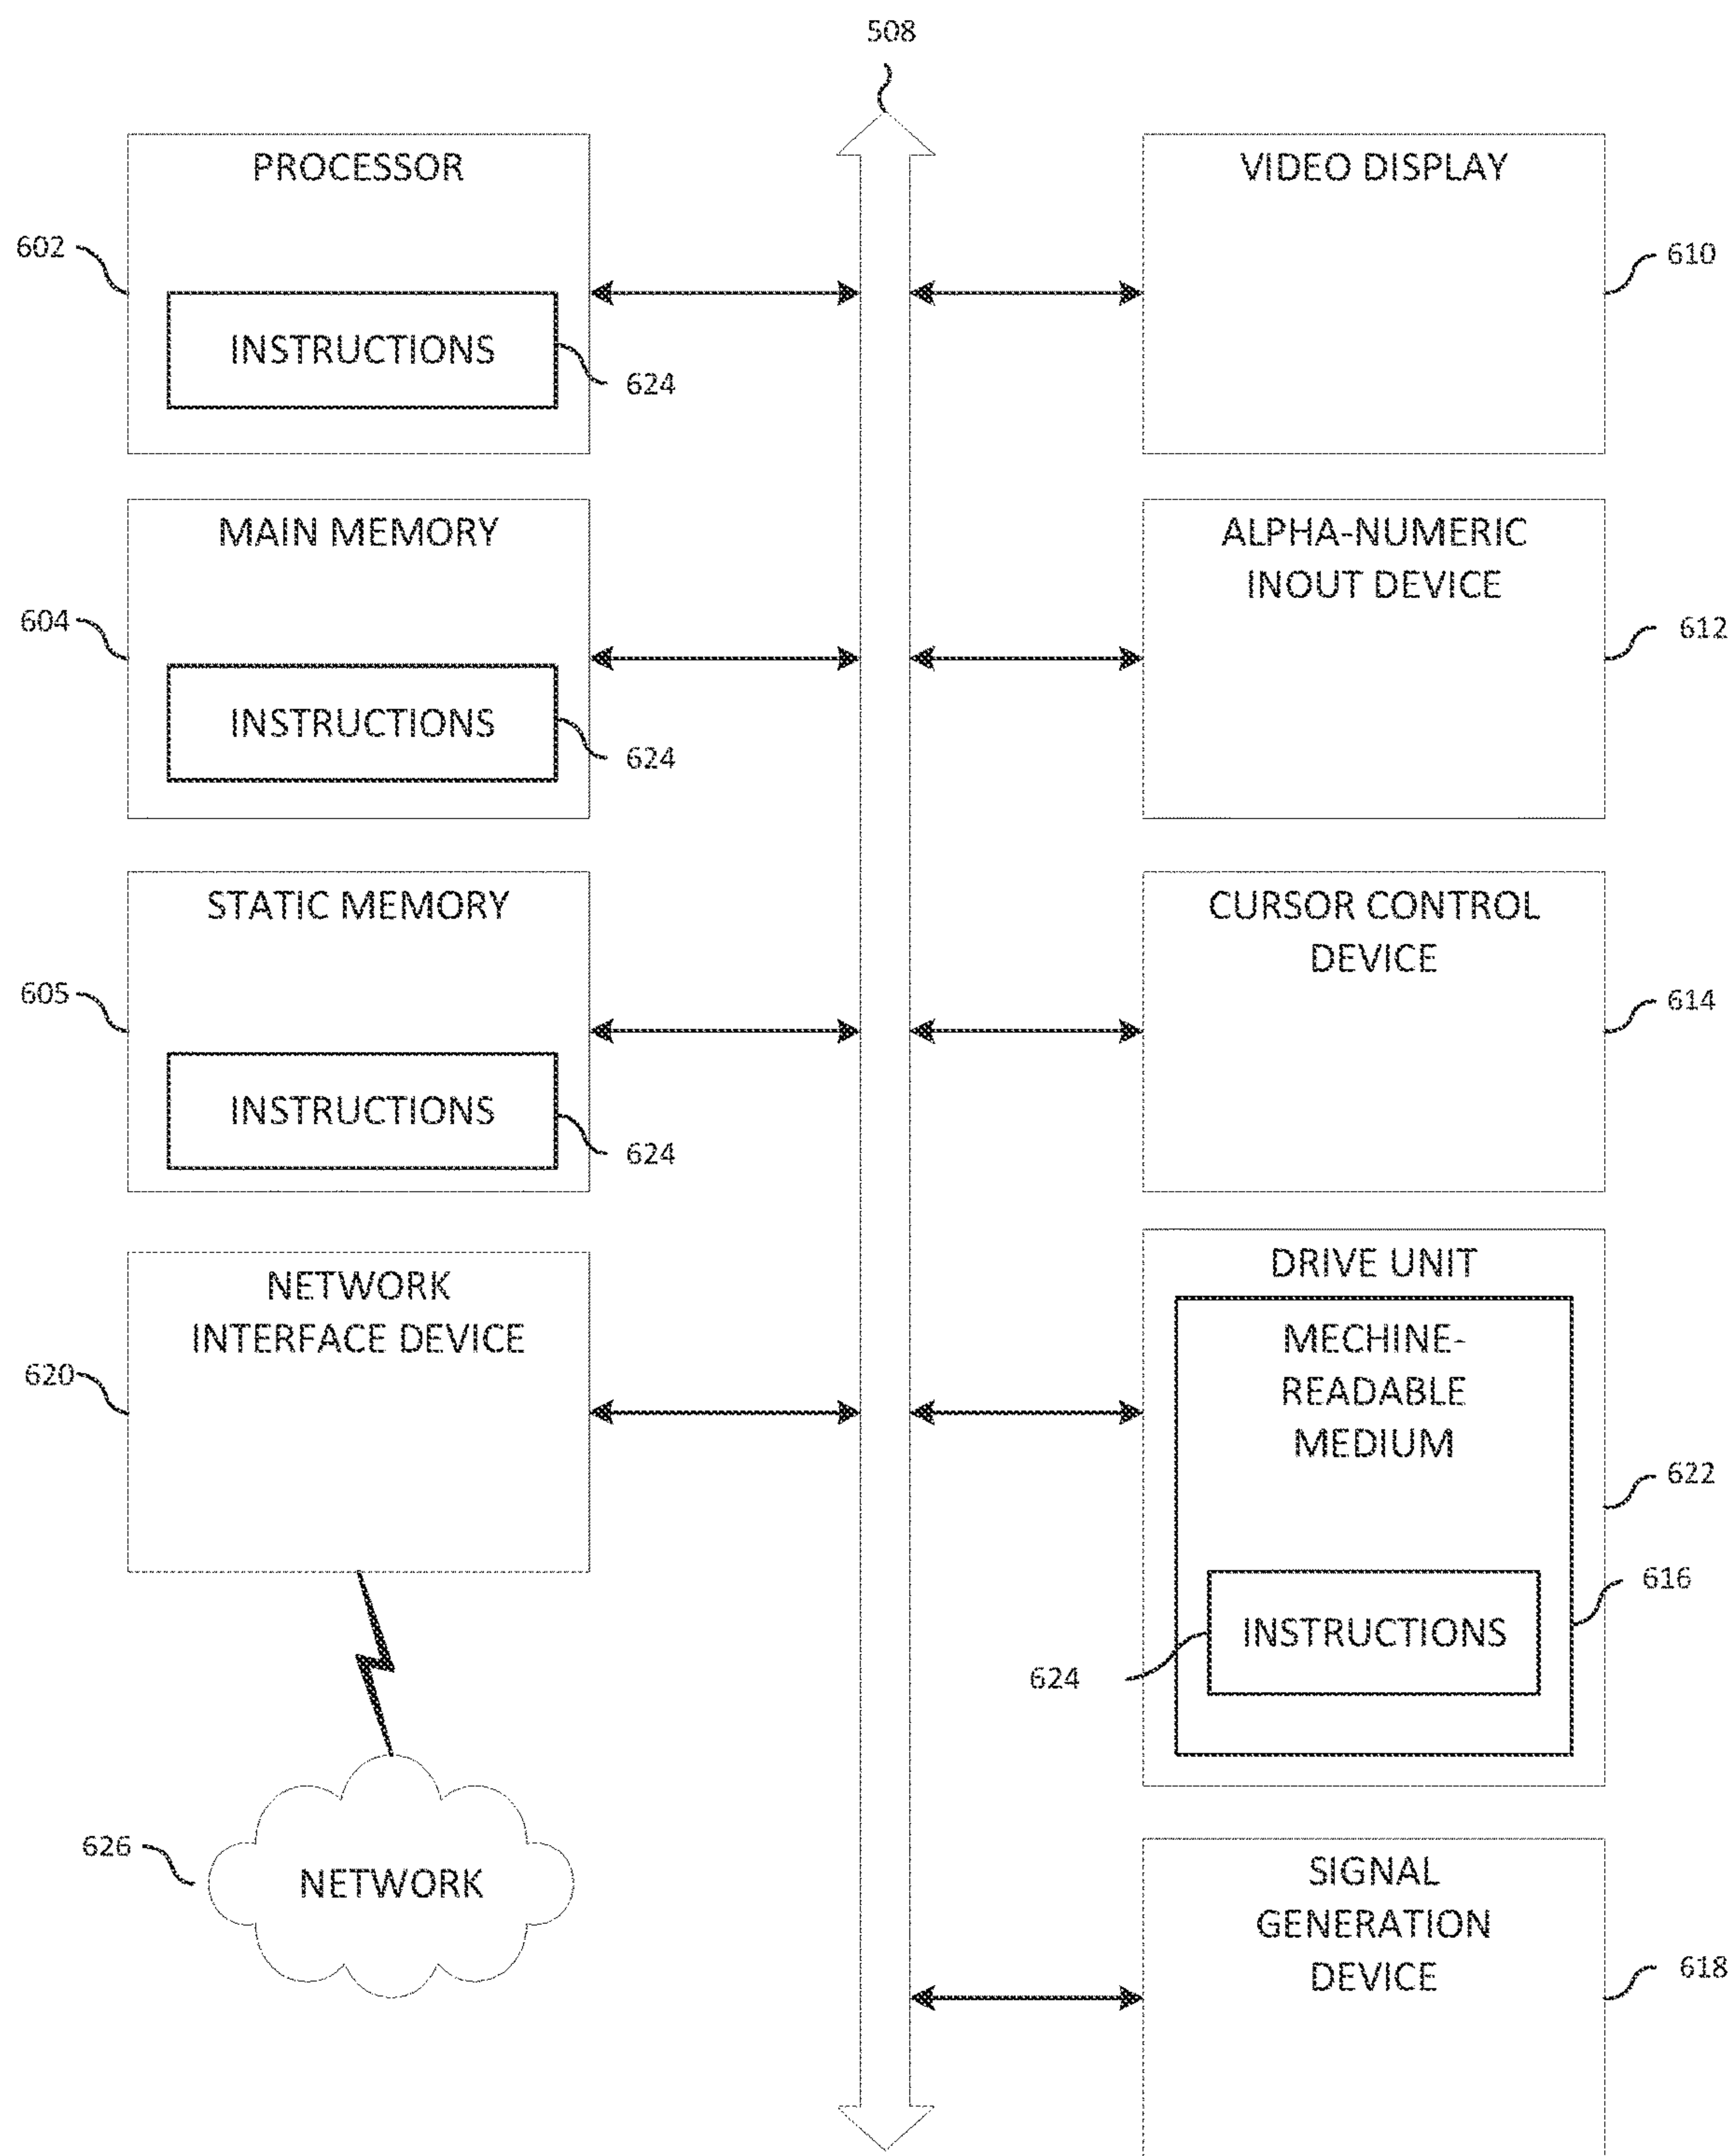 508
PROCESSOR
602
INSTRUCTIONS
624
VIDEO DISPLAY
610
MAIN MEMORY
604
INSTRUCTIONS
624
ALPHA-NUMERIC
INOUT DEVICE
612
STATIC MEMORY
605
INSTRUCTIONS
624
CURSOR CONTROL
DEVICE
614
NETWORK
INTERFACE DEVICE
620
DRIVE UNIT
MECHINE-
READABLE
MEDIUM
622
616
INSTRUCTIONS
624
626
NETWORK
SIGNAL
GENERATION
DEVICE
618